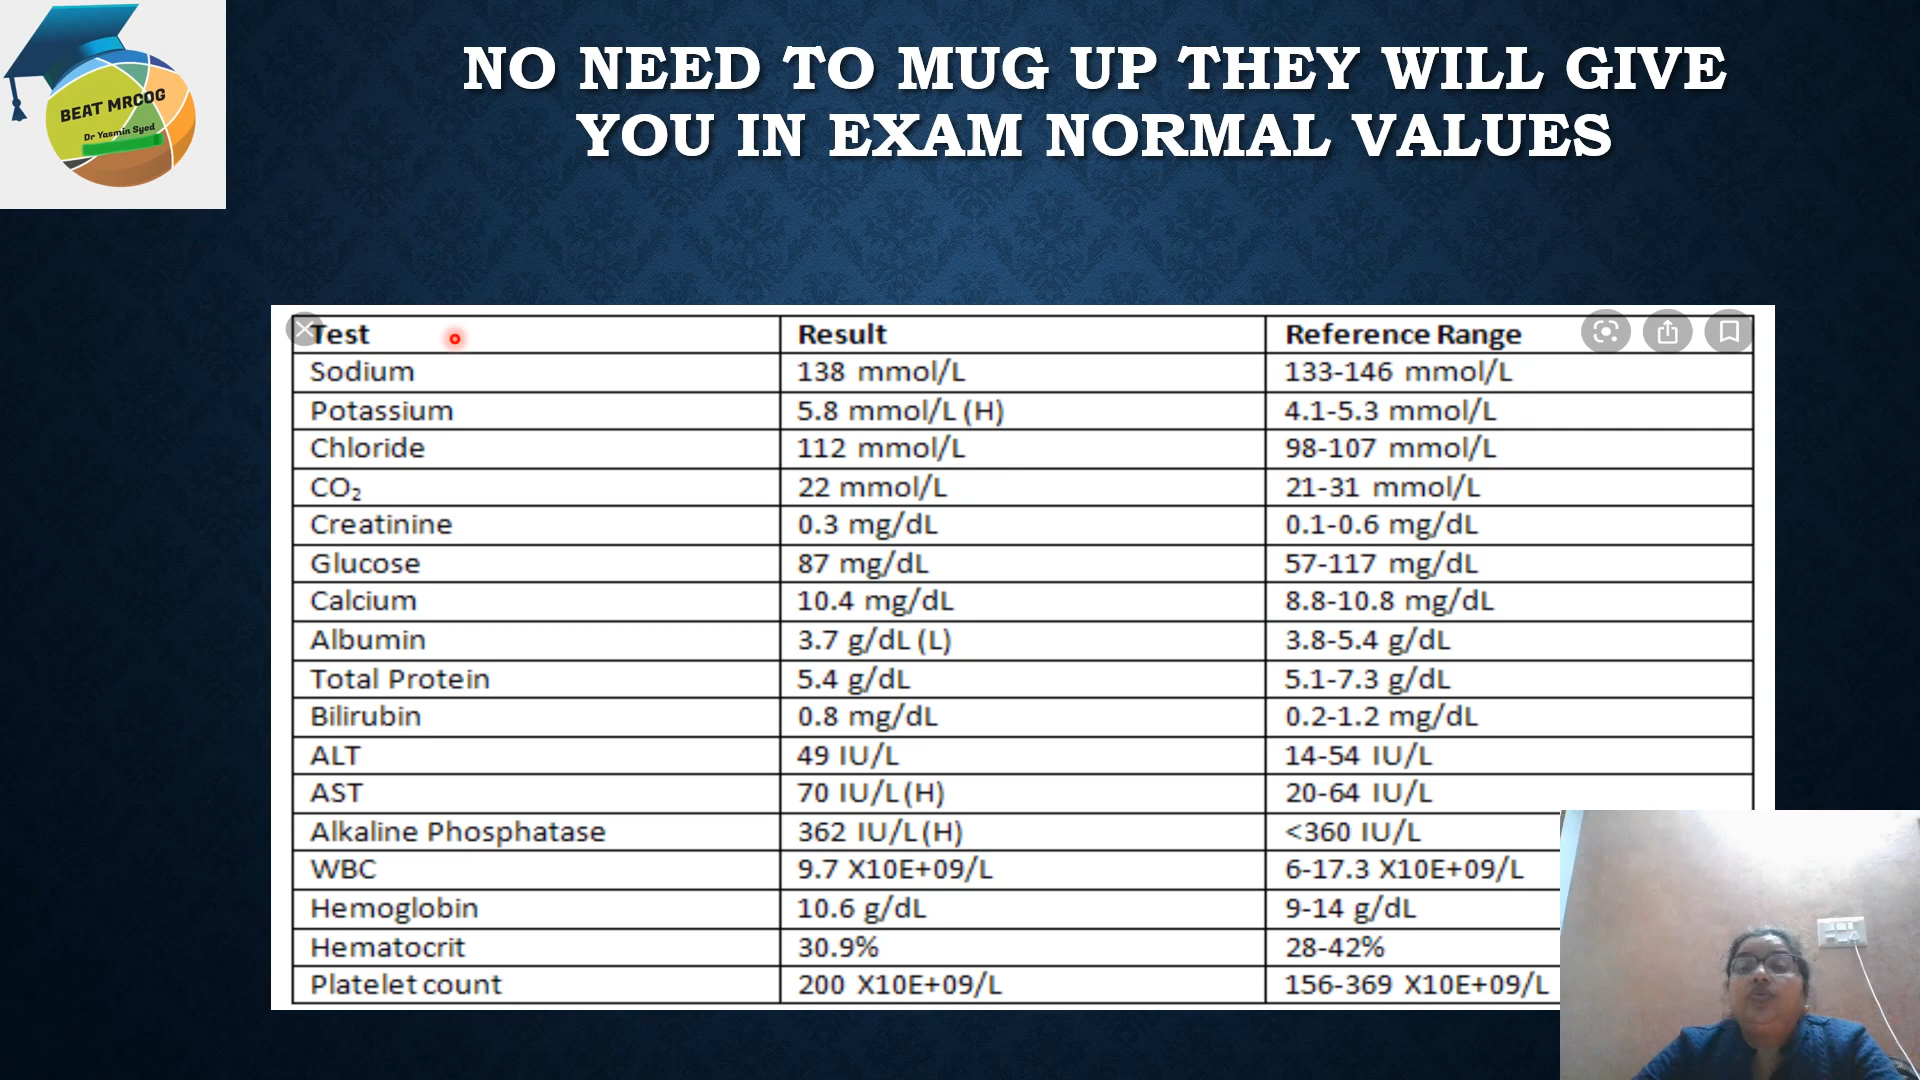 BEAT MRCOG
Dr Yasmin Syed
NO NEED TO MUG UP THEY WILL GIVE
YOU IN EXAM NORMAL VALUES
Test Result Reference Range
Sodium 138 mmol/L 133-146 mmol/L
Potassium 5.8 mmol/L (H) 4.1-5.3 mmol/L
Chloride 112 mmol/L 98-107 mmol/L
CO₂ 22 mmol/L 21-31 mmol/L
Creatinine 0.3 mg/dL 0.1-0.6 mg/dL
Glucose 87 mg/dL 57-117 mg/dL
Calcium 10.4 mg/dL 8.8-10.8 mg/dL
Albumin 3.7 g/dL (L) 3.8-5.4 g/dL
Total Protein 5.4 g/dL 5.1-7.3 g/dL
Bilirubin 0.8 mg/dL 0.2-1.2 mg/dL
ALT 49 IU/L 14-54 IU/L
AST 70 IU/L (H) 20-64 IU/L
Alkaline Phosphatase 362 IU/L (H) <360 IU/L
WBC 9.7 X10E+09/L 6-17.3 X10E+09/L
Hemoglobin 10.6 g/dL 9-14 g/dL
Hematocrit 30.9% 28-42%
Platelet count 200 X10E+09/L 156-369 X10E+09/L